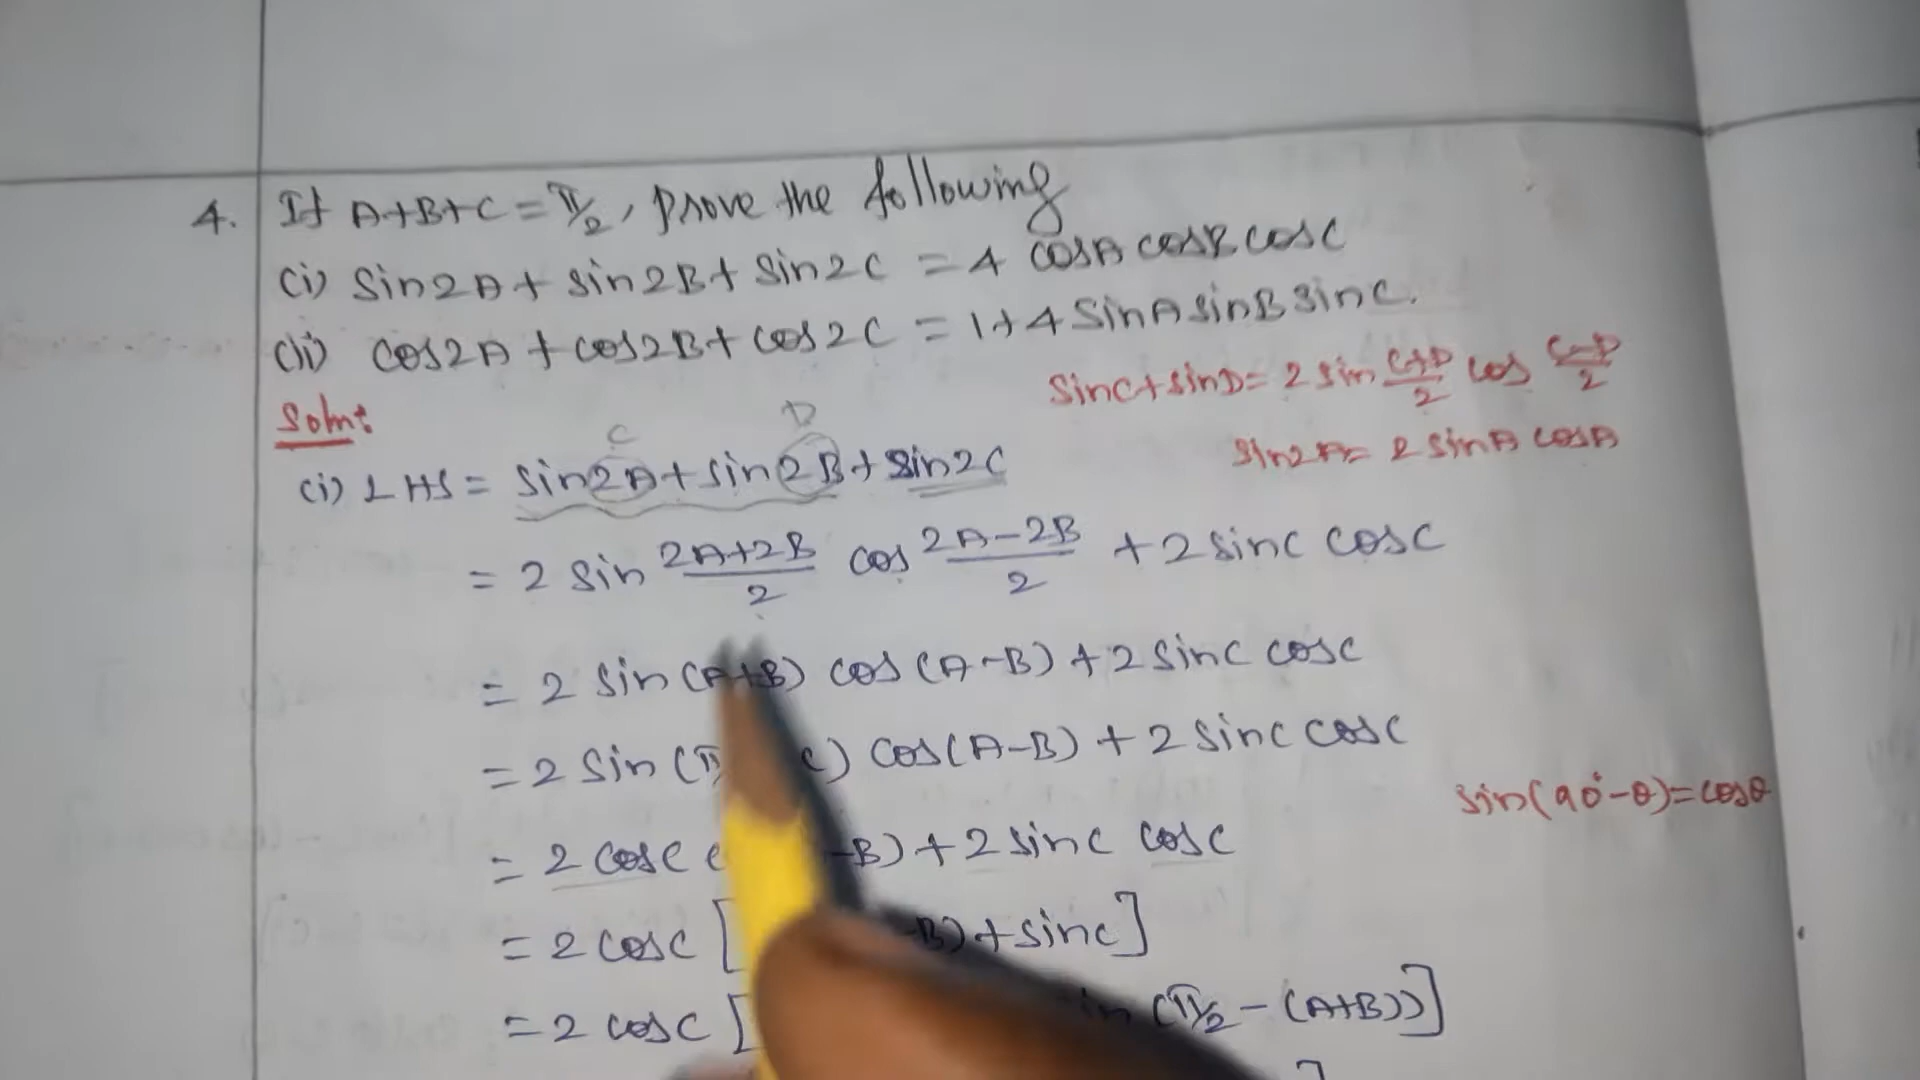 4. If A+B+C = π/2, prove the following
(i) sin2A + sin2B + sin2C = 4 cosA cosB cosC
(ii) cos2A + cos2B + cos2C = 1+4 sinA sinB sinC.
sinC+sinD= 2 sin C+D/2 cos C-D/2
Soln:
C D
sin2A= 2 sinA cosA
(i) LHS = sin2A + sin2B + sin2C
= 2 sin 2A+2B/2 cos 2A-2B/2 + 2 sinC cosC
= 2 sin (A+B) cos (A-B) + 2 sinC cosC
= 2 sin (π C) cos(A-B) + 2 sinC cosC
sin(90°-θ)=cosθ
= 2 cosC -B) + 2 sinC cosC
= 2 cosC [ -B) + sinC]
= 2 cosC [ (π/2 - (A+B))]
]